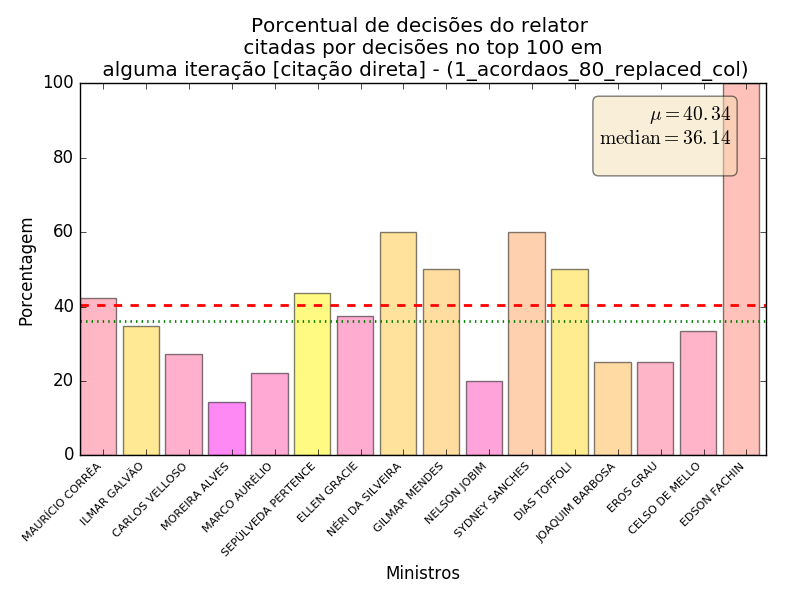 Porcentual de decisões do relator
citadas por decisões no top 100 em
alguma iteração [citação direta] - (1_acordaos_80_replaced_col)
μ = 40.34
median = 36.14
Porcentagem
100
80
60
40
20
0
MAURÍCIO CORRÊA
ILMAR GALVÃO
CARLOS VELLOSO
MOREIRA ALVES
MARCO AURÉLIO
SEPÚLVEDA PERTENCE
ELLEN GRACIE
NÉRI DA SILVEIRA
GILMAR MENDES
NELSON JOBIM
SYDNEY SANCHES
DIAS TOFFOLI
JOAQUIM BARBOSA
EROS GRAU
CELSO DE MELLO
EDSON FACHIN
Ministros